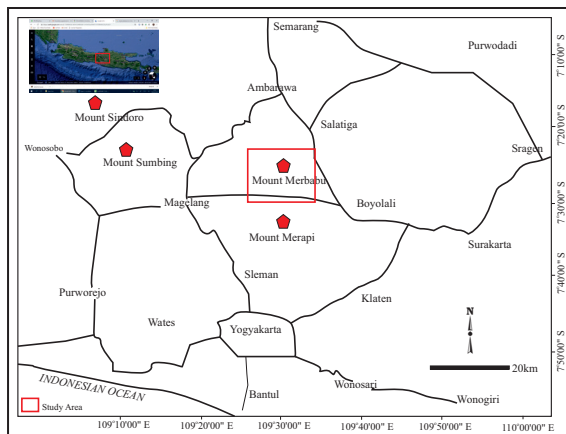 Semarang
Purwodadi
7°10'00" S
Ambarawa
Mount Sindoro
Salatiga
7°20'00" S
Wonosobo
Mount Sumbing
Sragen
Mount Merbabu
Magelang
Boyolali
7°30'00" S
Mount Merapi
Surakarta
Sleman
7°40'00" S
Purworejo
Klaten
N
Wates
Yogyakarta
7°50'00" S
20km
INDONESIAN OCEAN
Bantul
Wonosari
Wonogiri
Study Area
109°10'00" E
109°20'00" E
109°30'00" E
109°40'00" E
109°50'00" E
110°00'00" E